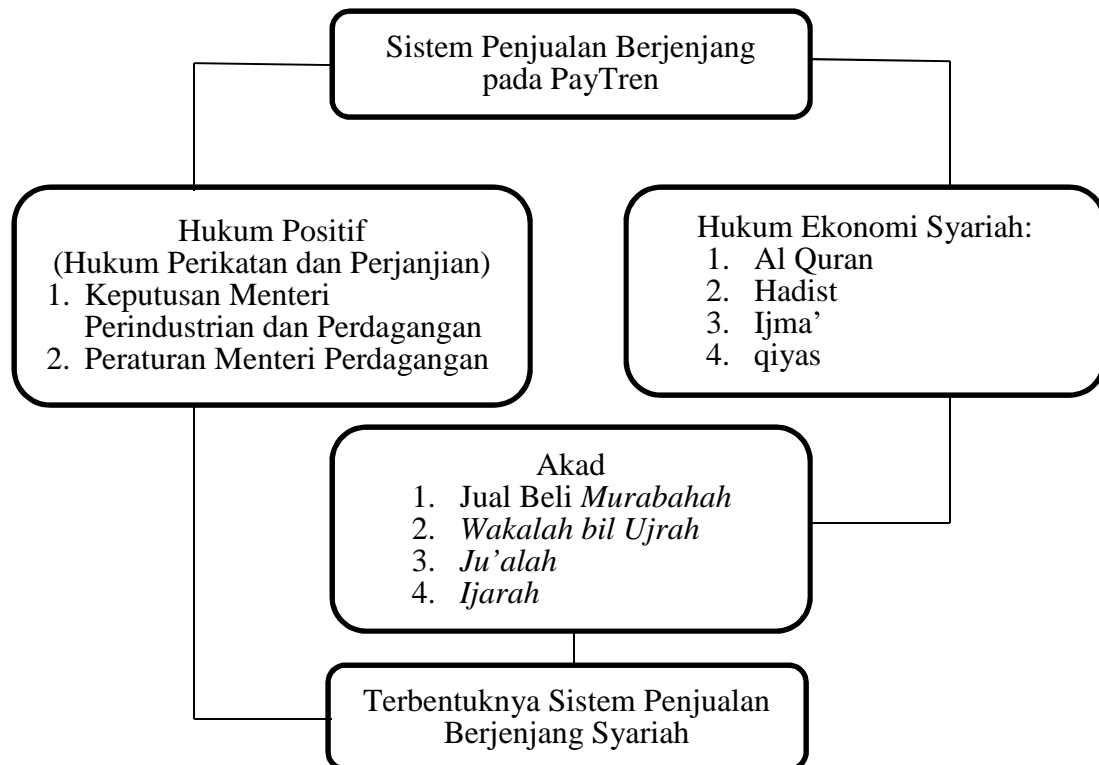 Sistem Penjualan Berjenjang
pada PayTren
Hukum Positif
(Hukum Perikatan dan Perjanjian)
1. Keputusan Menteri
Perindustrian dan Perdagangan
2. Peraturan Menteri Perdagangan
Hukum Ekonomi Syariah:
1. Al Quran
2. Hadist
3. Ijma’
4. qiyas
Akad
1. Jual Beli Murabahah
2. Wakalah bil Ujrah
3. Ju’alah
4. Ijarah
Terbentuknya Sistem Penjualan
Berjenjang Syariah